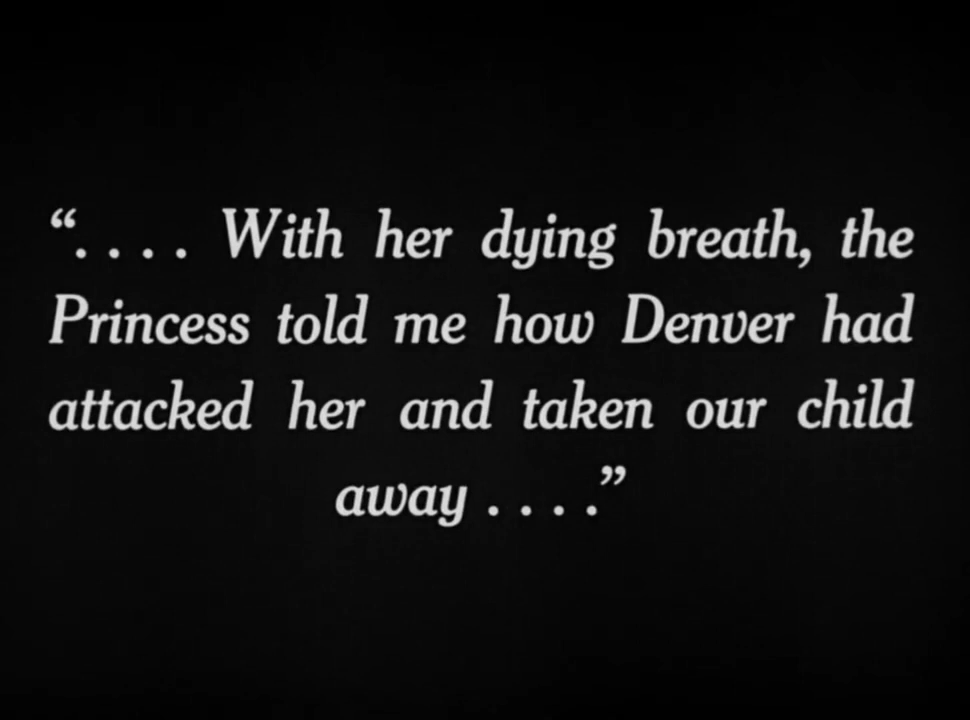 “. . . . With her dying breath, the
Princess told me how Denver had
attacked her and taken our child
away . . . .”